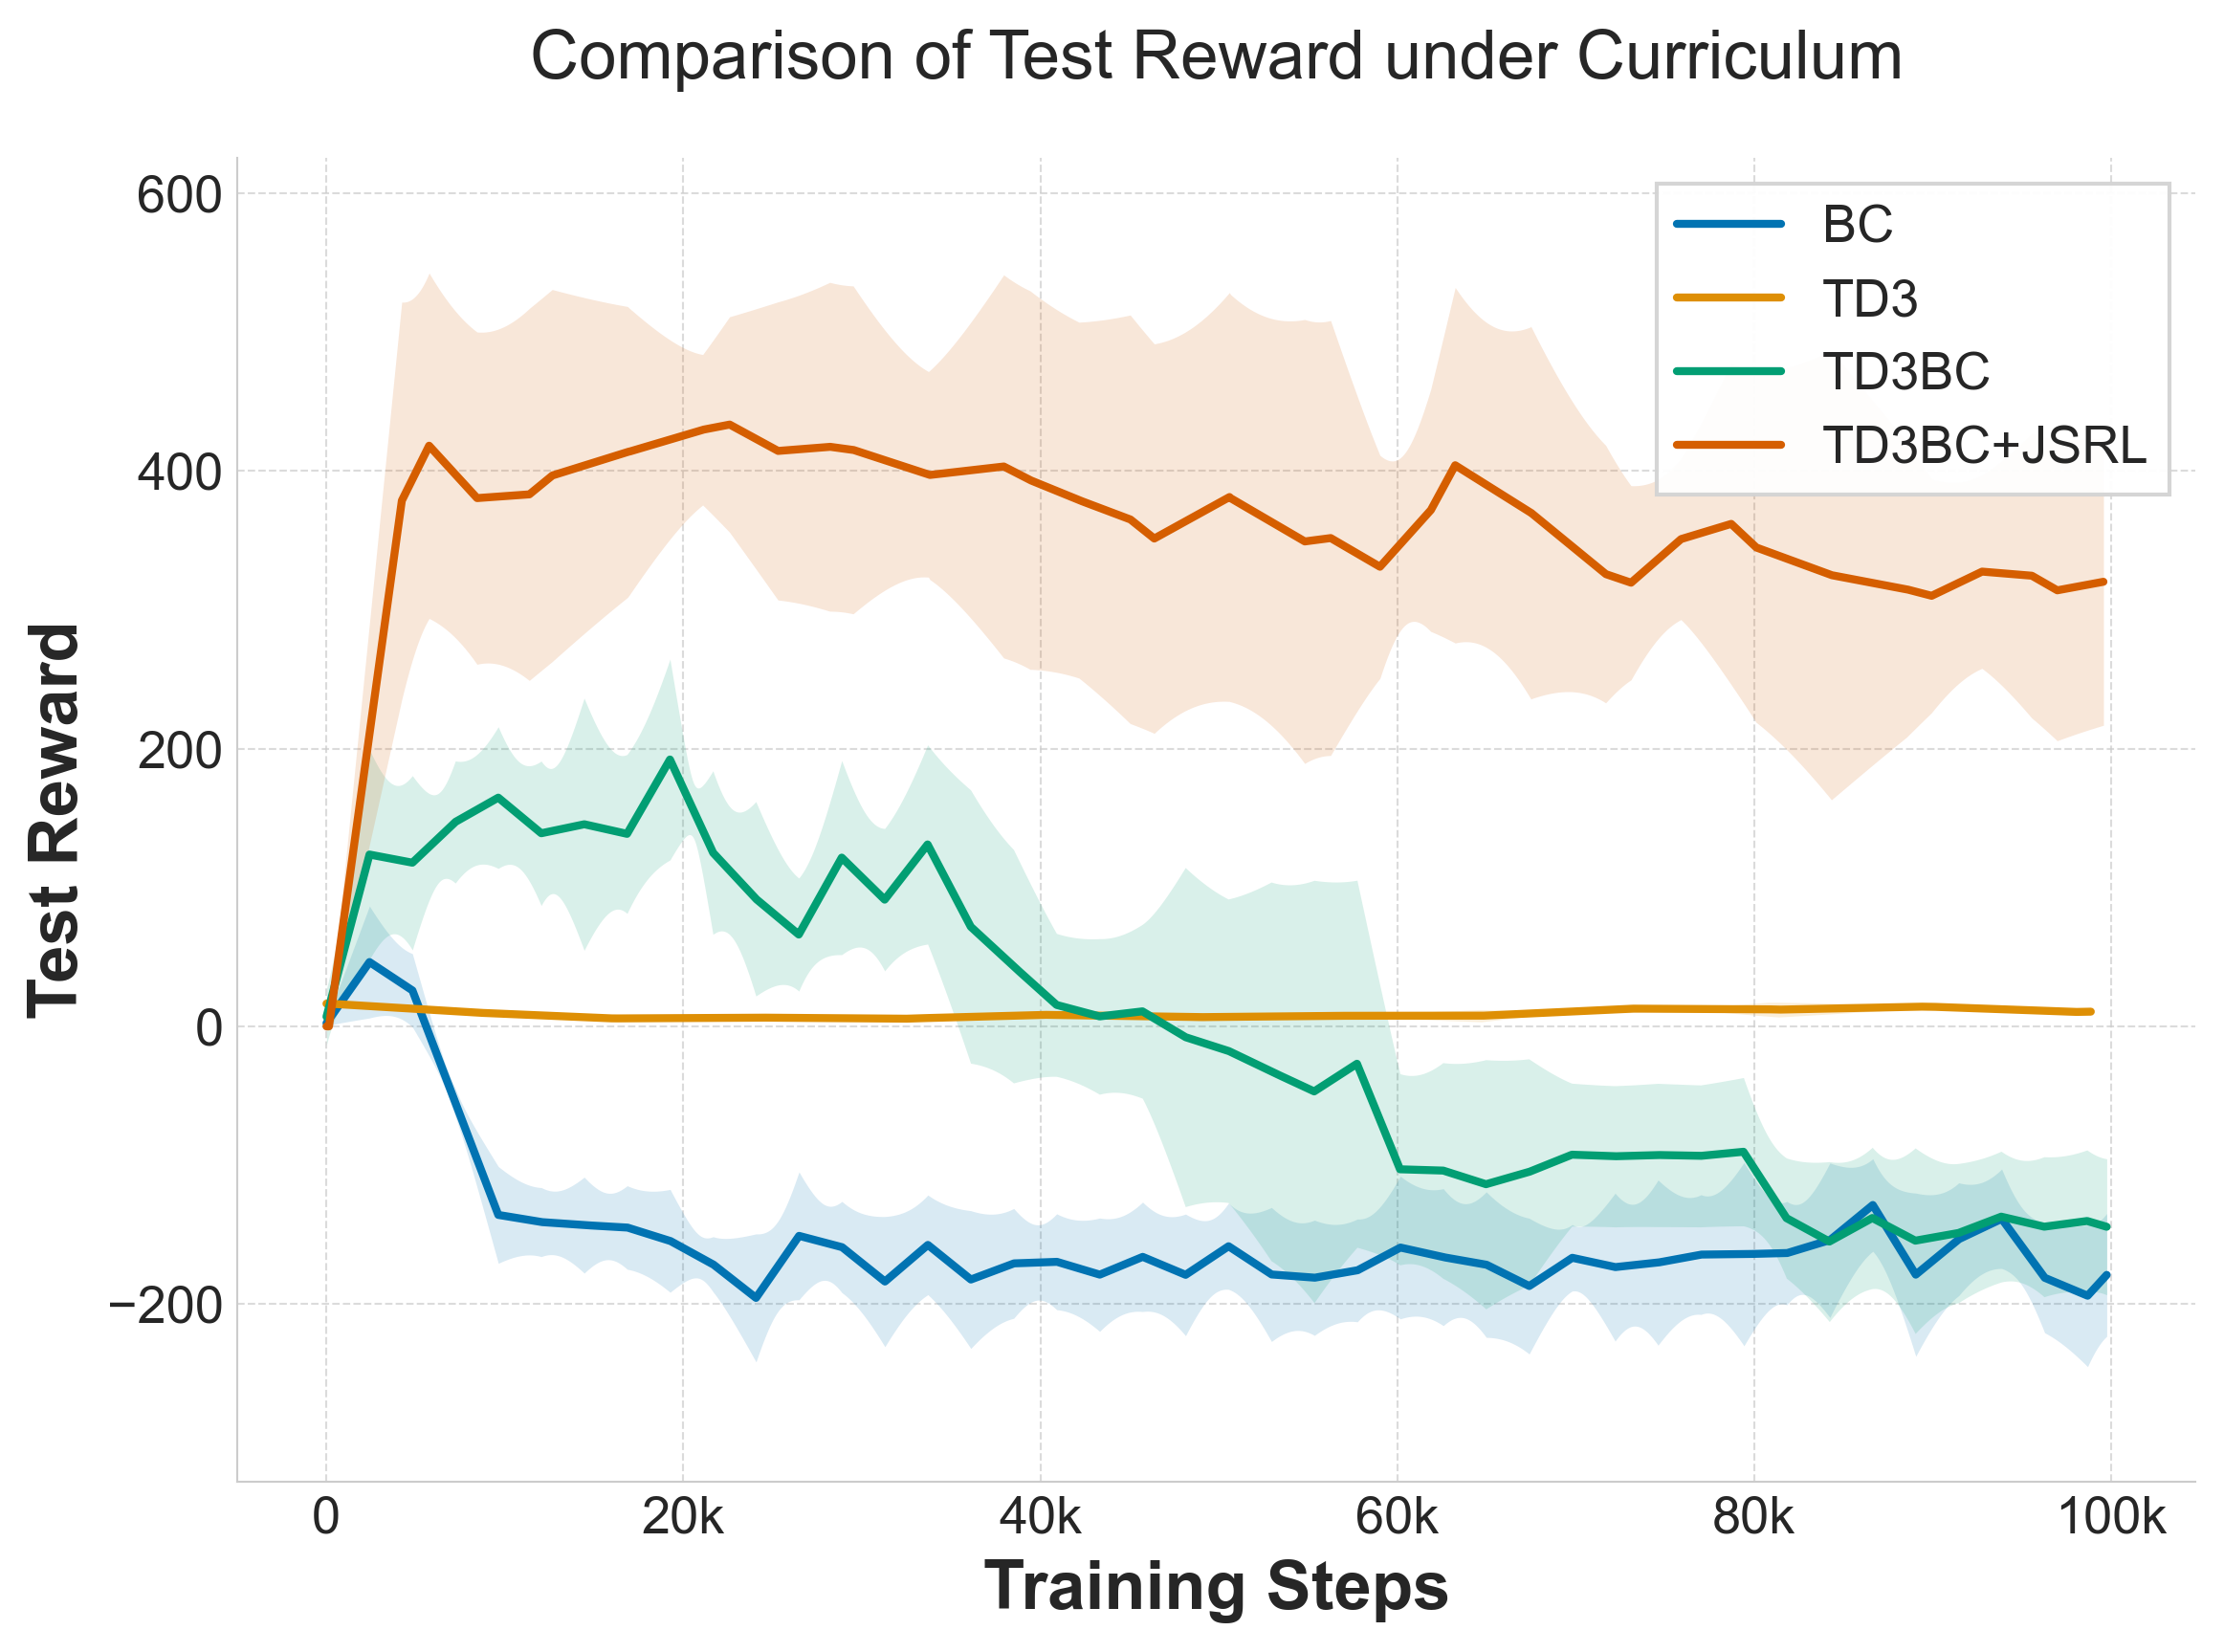 Comparison of Test Reward under Curriculum
600
400
200
0
−200
Test Reward
BC
TD3
TD3BC
TD3BC+JSRL
0 20k 40k 60k 80k 100k
Training Steps